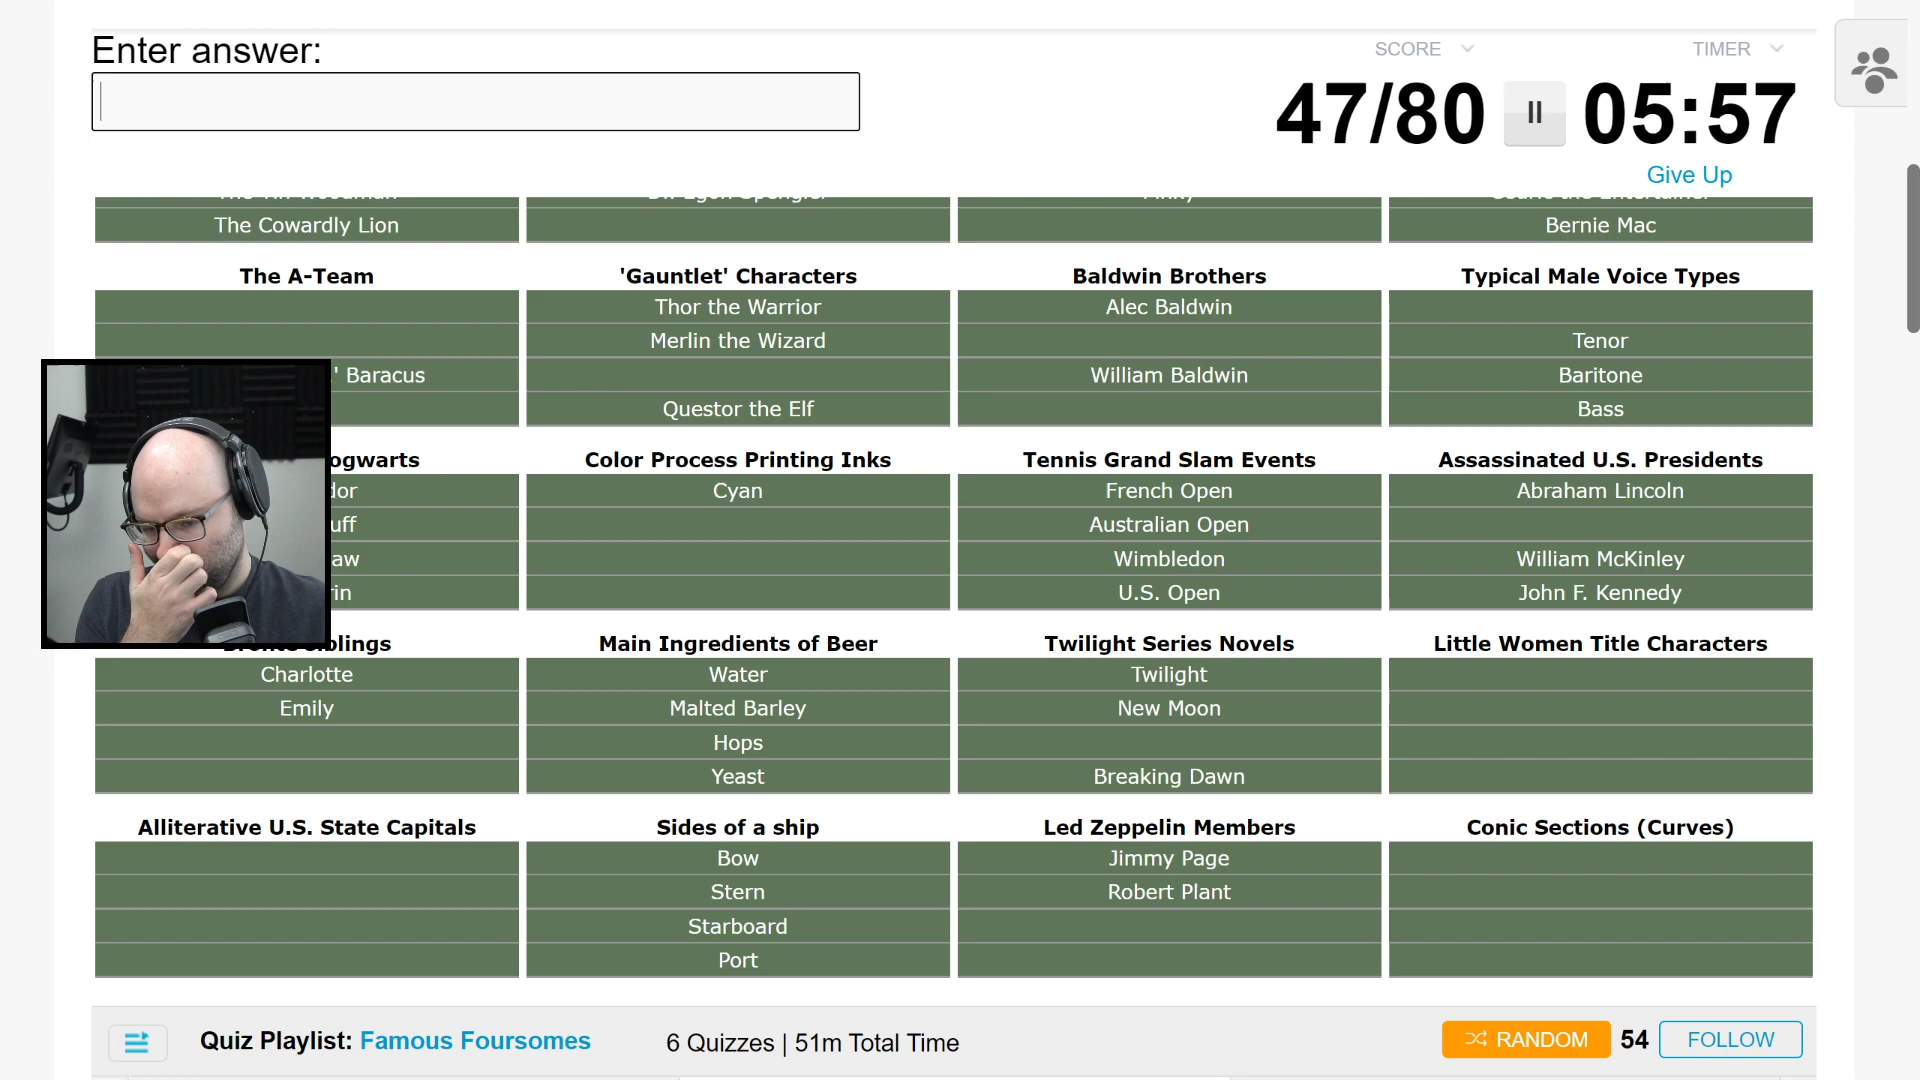 Enter answer:
SCORE
TIMER
47/80
05:57
Give Up
The Cowardly Lion
Bernie Mac
The A-Team
'Gauntlet' Characters
Baldwin Brothers
Typical Male Voice Types
Thor the Warrior
Alec Baldwin
Merlin the Wizard
Tenor
' Baracus
William Baldwin
Baritone
Questor the Elf
Bass
ogwarts
Color Process Printing Inks
Tennis Grand Slam Events
Assassinated U.S. Presidents
dor
Cyan
French Open
Abraham Lincoln
uff
Australian Open
aw
Wimbledon
William McKinley
rin
U.S. Open
John F. Kennedy
Siblings
Main Ingredients of Beer
Twilight Series Novels
Little Women Title Characters
Charlotte
Water
Twilight
Emily
Malted Barley
New Moon
Hops
Yeast
Breaking Dawn
Alliterative U.S. State Capitals
Sides of a ship
Led Zeppelin Members
Conic Sections (Curves)
Bow
Jimmy Page
Stern
Robert Plant
Starboard
Port
Quiz Playlist: Famous Foursomes
6 Quizzes | 51m Total Time
RANDOM
54
FOLLOW